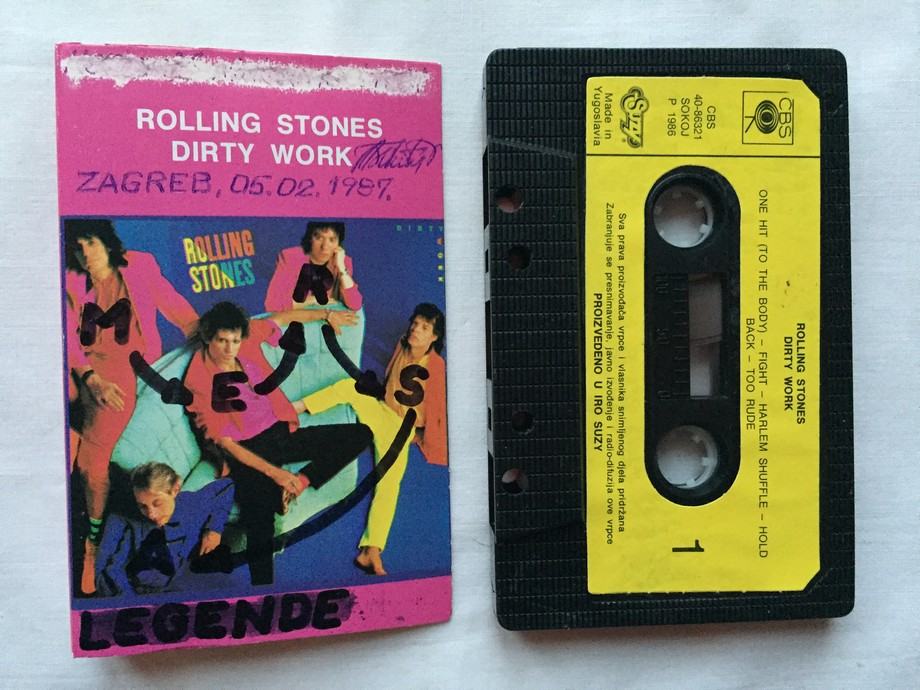 ROLLING STONES
DIRTY WORK
ZAGREB, 05.02.1987.
DIRTY
WORK
ROLLING
STONES
M
E
R
S
A
LEGENDE
CBS
CBS
40-86321
SOKOJ
P 1986
SUZY
Made in
Yugoslavia
ROLLING STONES
DIRTY WORK
ONE HIT (TO THE BODY) – FIGHT – HARLEM SHUFFLE – HOLD
BACK – TOO RUDE
1
Sva prava proizvođača vrpce i vlasnika snimljenog djela pridržana
Zabranjuje se presnimavanje, javno izvođenje i radio-difuzija ove vrpce
PROIZVEDENO U IRO SUZY